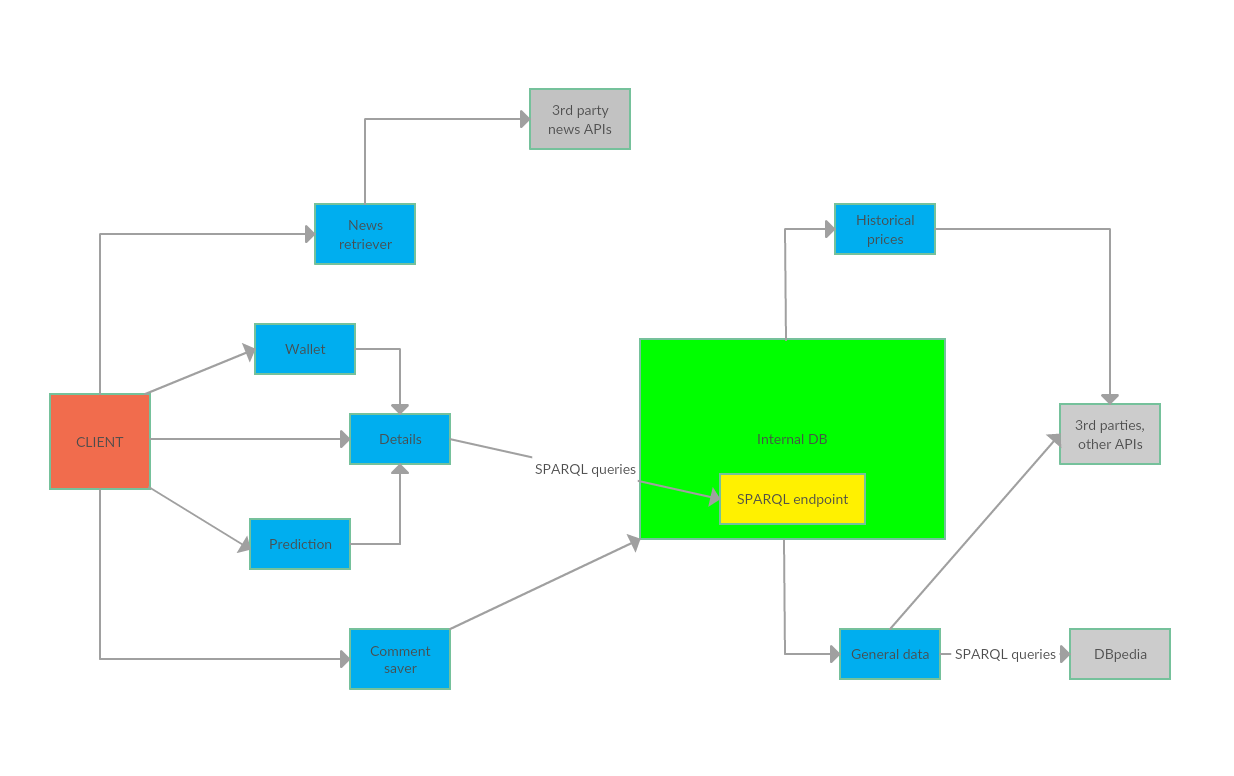 3rd party
news APIs
News
retriever
Historical
prices
Wallet
CLIENT
Details
Internal DB
3rd parties,
other APIs
SPARQL queries
SPARQL endpoint
Prediction
Comment
saver
General data
SPARQL queries
DBpedia